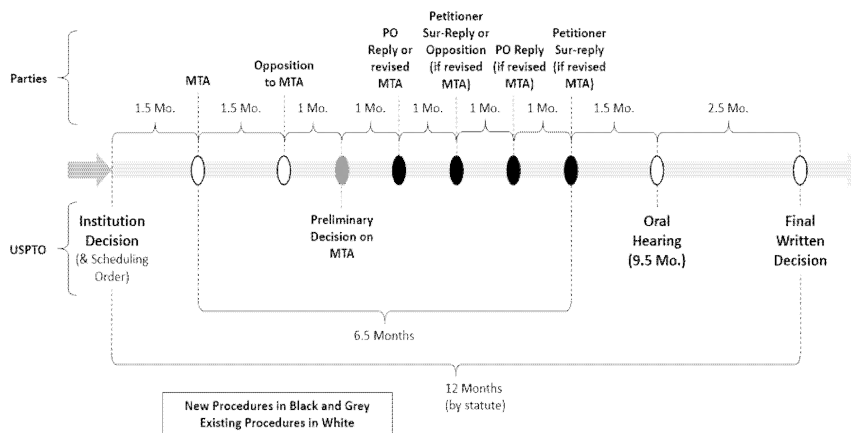 Petitioner
PO Sur-Reply or Petitioner
Reply or Opposition PO Reply Sur-reply
Opposition revised (if revised (if revised (if revised
Parties MTA to MTA MTA MTA) MTA) MTA)
1.5 Mo. 1.5 Mo. 1 Mo. 1 Mo. 1 Mo. 1 Mo. 1 Mo. 1.5 Mo. 2.5 Mo.
USPTO
Institution
Decision
(& Scheduling
Order)
Preliminary
Decision on
MTA
Oral
Hearing
(9.5 Mo.)
Final
Written
Decision
6.5 Months
12 Months
(by statute)
New Procedures in Black and Grey
Existing Procedures in White